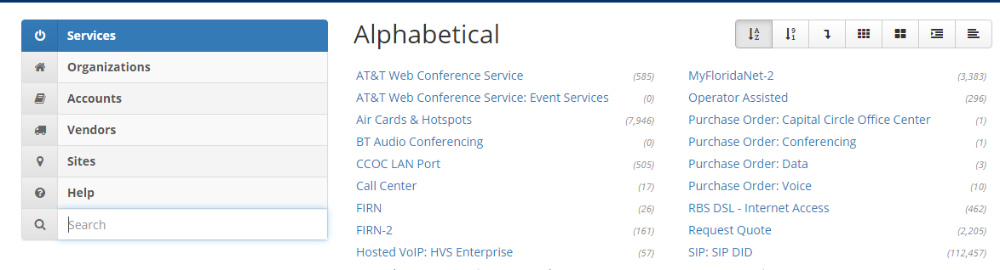 Services
Organizations
Accounts
Vendors
Sites
Help
Search
Alphabetical
AT&T Web Conference Service (585)
AT&T Web Conference Service: Event Services (0)
Air Cards & Hotspots (7,946)
BT Audio Conferencing (0)
CCOC LAN Port (505)
Call Center (17)
FIRN (26)
FIRN-2 (161)
Hosted VoIP: HVS Enterprise (57)
MyFloridaNet-2 (3,383)
Operator Assisted (296)
Purchase Order: Capital Circle Office Center (1)
Purchase Order: Conferencing (1)
Purchase Order: Data (3)
Purchase Order: Voice (10)
RBS DSL - Internet Access (462)
Request Quote (2,205)
SIP: SIP DID (112,457)